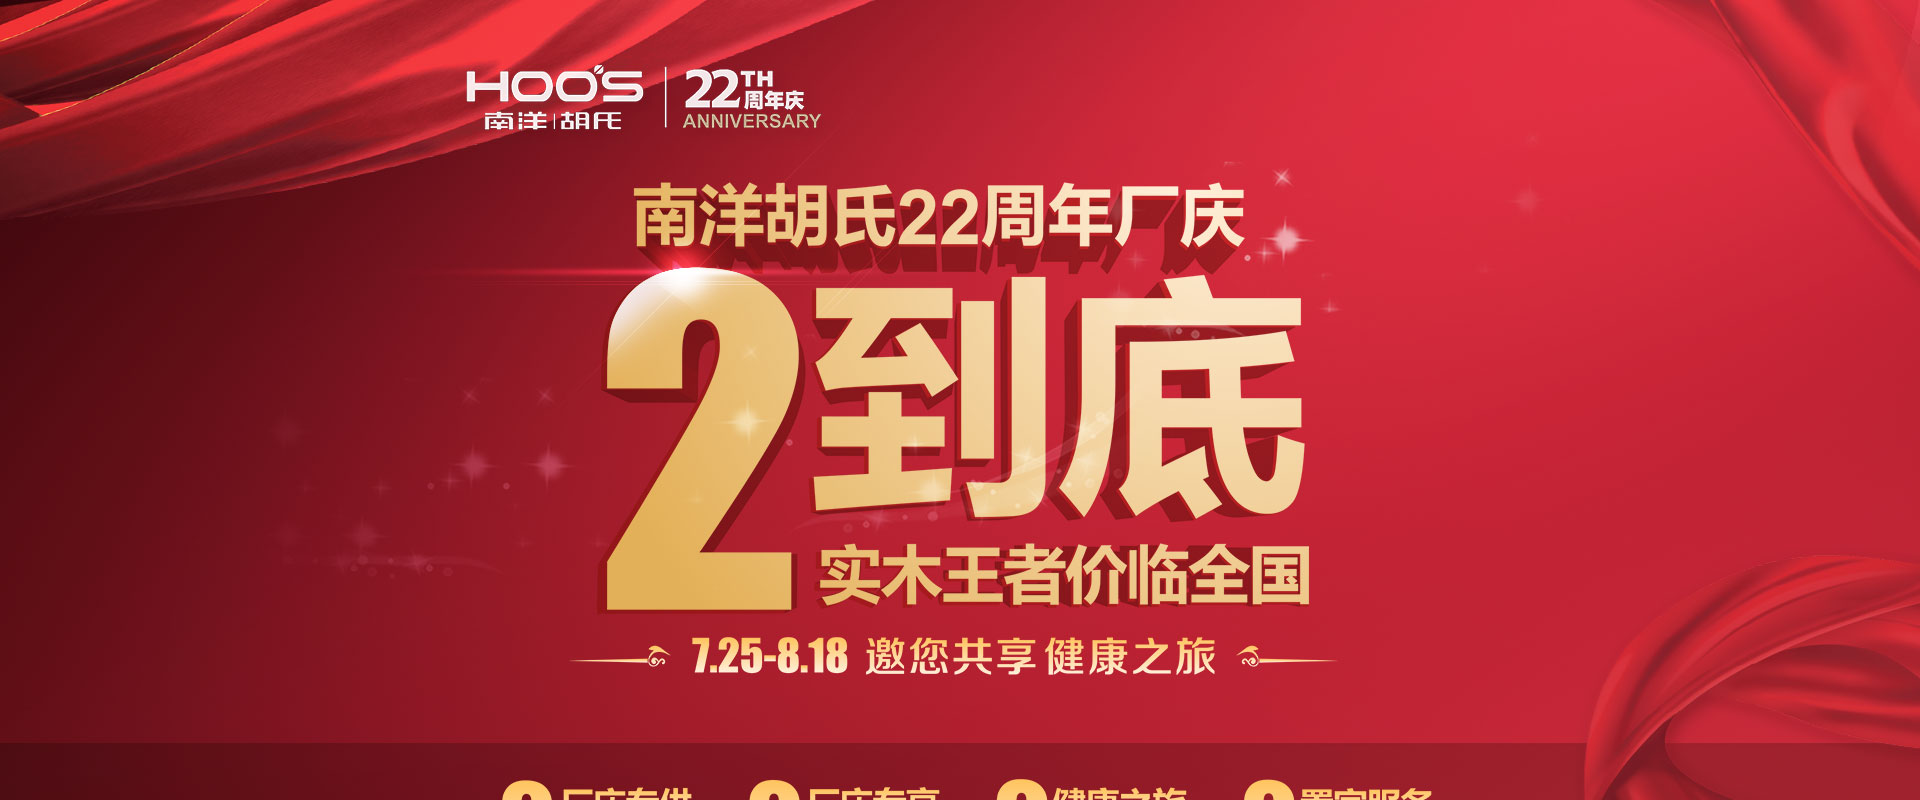 HOO'S
南洋胡氏
22TH
周年庆
ANNIVERSARY
南洋胡氏22周年厂庆
2到底
实木王者价临全国
7.25-8.18 邀您共享健康之旅